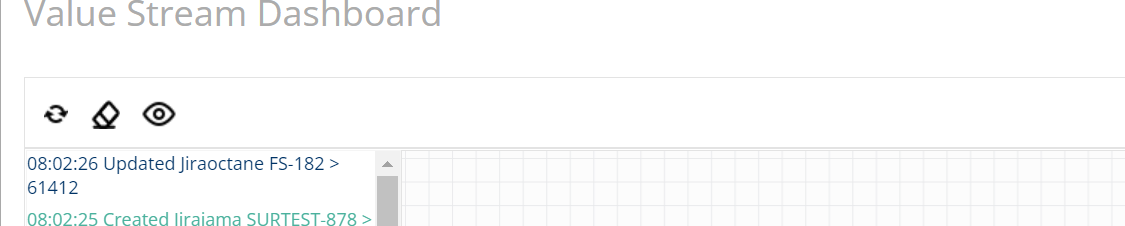 Value Stream Dashboard
08:02:26 Updated Jiraoctane FS-182 >
61412
08:02:25 Created Jirajama SURTEST-878 >